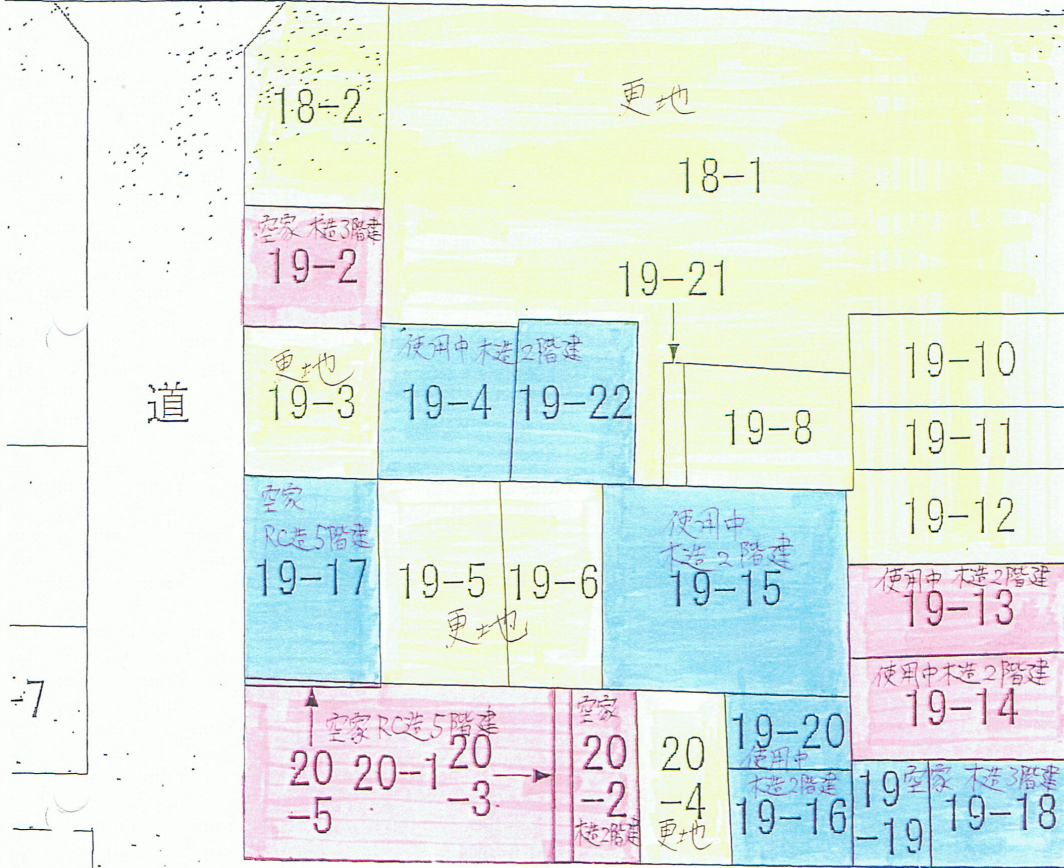 18-2
更地
18-1
空家 木造3階建
19-2
19-21
更地
19-3
使用中 木造2階建
19-4
19-22
19-8
19-10
19-11
19-12
道
空家
RC造5階建
19-17
19-5
19-6
更地
使用中
木造2階建
19-15
使用中 木造2階建
19-13
使用中木造2階建
19-14
-7
空家RC造5階建
20
-5
20-1
20
-3
空家
20
-2
木造2階建
20
-4
更地
19-20
使用中
木造2階建
19-16
空家 木造3階建
19
-19
19-18